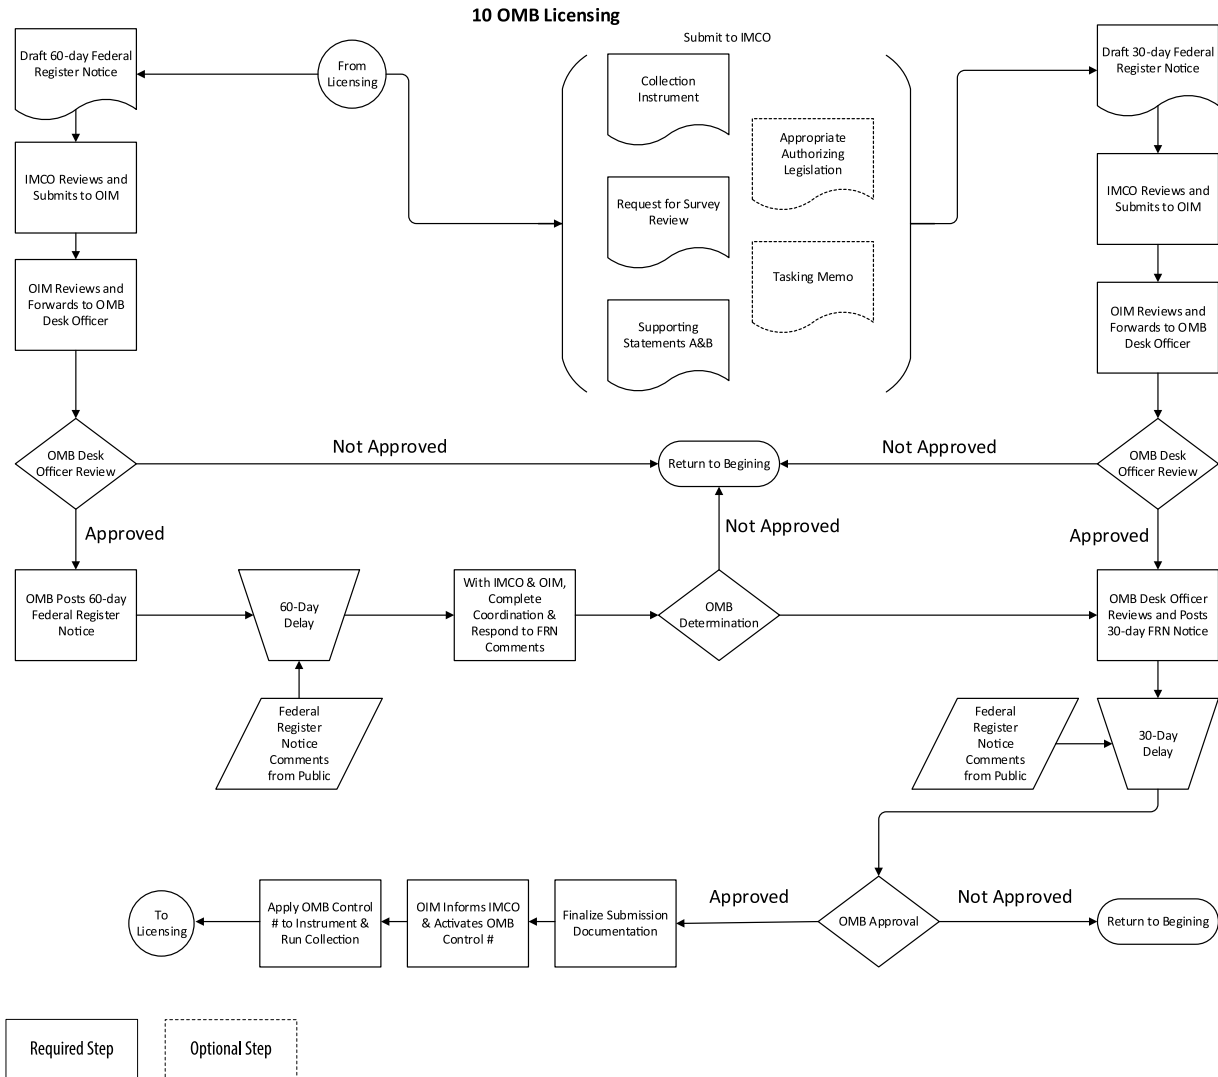 10 OMB Licensing
Submit to IMCO
Draft 60-day Federal
Register Notice
From
Licensing
Collection
Instrument
Appropriate
Authorizing
Legislation
Draft 30-day Federal
Register Notice
IMCO Reviews and
Submits to OIM
Request for Survey
Review
IMCO Reviews and
Submits to OIM
OIM Reviews and
Forwards to OMB
Desk Officer
Tasking Memo
Supporting
Statements A&B
OIM Reviews and
Forwards to OMB
Desk Officer
OMB Desk
Officer Review
Not Approved
Return to Begining
Not Approved
OMB Desk
Officer Review
Approved
Not Approved
Approved
OMB Posts 60-day
Federal Register
Notice
60-Day
Delay
With IMCO & OIM,
Complete
Coordination &
Respond to FRN
Comments
OMB
Determination
OMB Desk Officer
Reviews and Posts
30-day FRN Notice
Federal
Register
Notice
Comments
from Public
Federal
Register
Notice
Comments
from Public
30-Day
Delay
To
Licensing
Apply OMB Control
# to Instrument &
Run Collection
OIM Informs IMCO
& Activates OMB
Control #
Finalize Submission
Documentation
Approved
OMB Approval
Not Approved
Return to Begining
Required Step
Optional Step